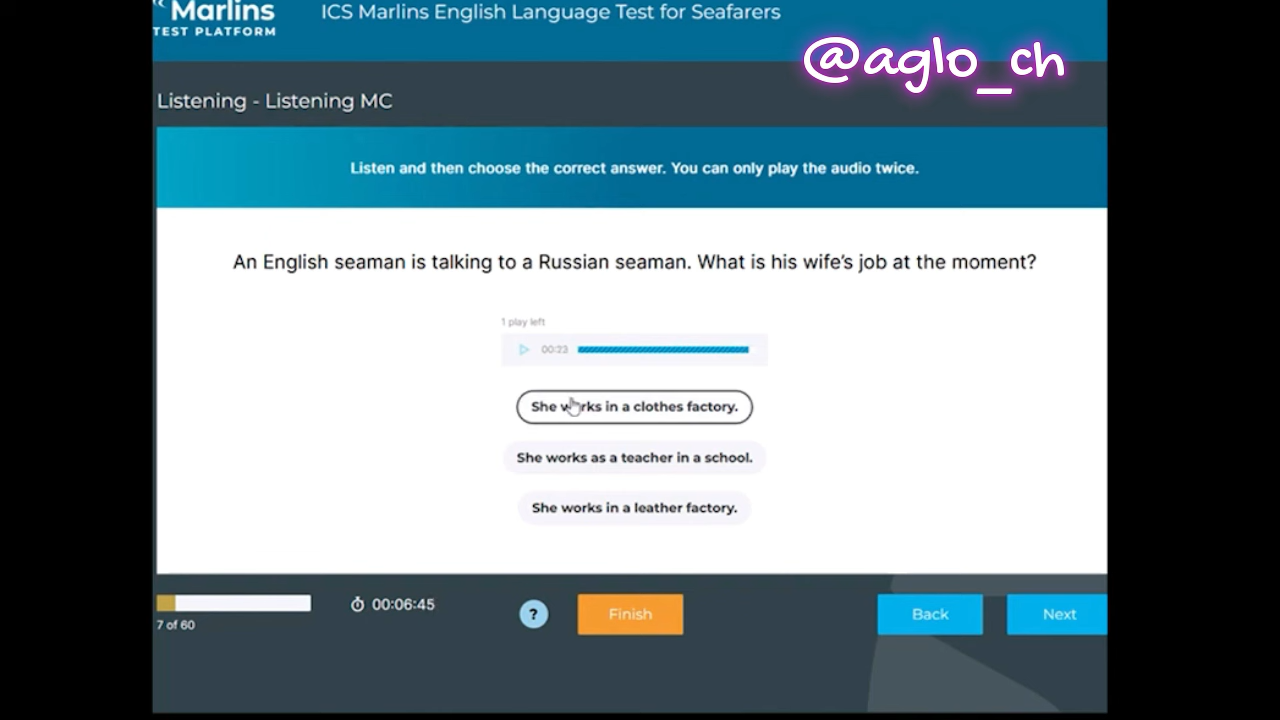 Marlins
TEST PLATFORM
ICS Marlins English Language Test for Seafarers
@aglo_ch
Listening - Listening MC
Listen and then choose the correct answer. You can only play the audio twice.
An English seaman is talking to a Russian seaman. What is his wife's job at the moment?
1 play left
00:23
She works in a clothes factory.
She works as a teacher in a school.
She works in a leather factory.
7 of 60
00:06:45
?
Finish
Back
Next